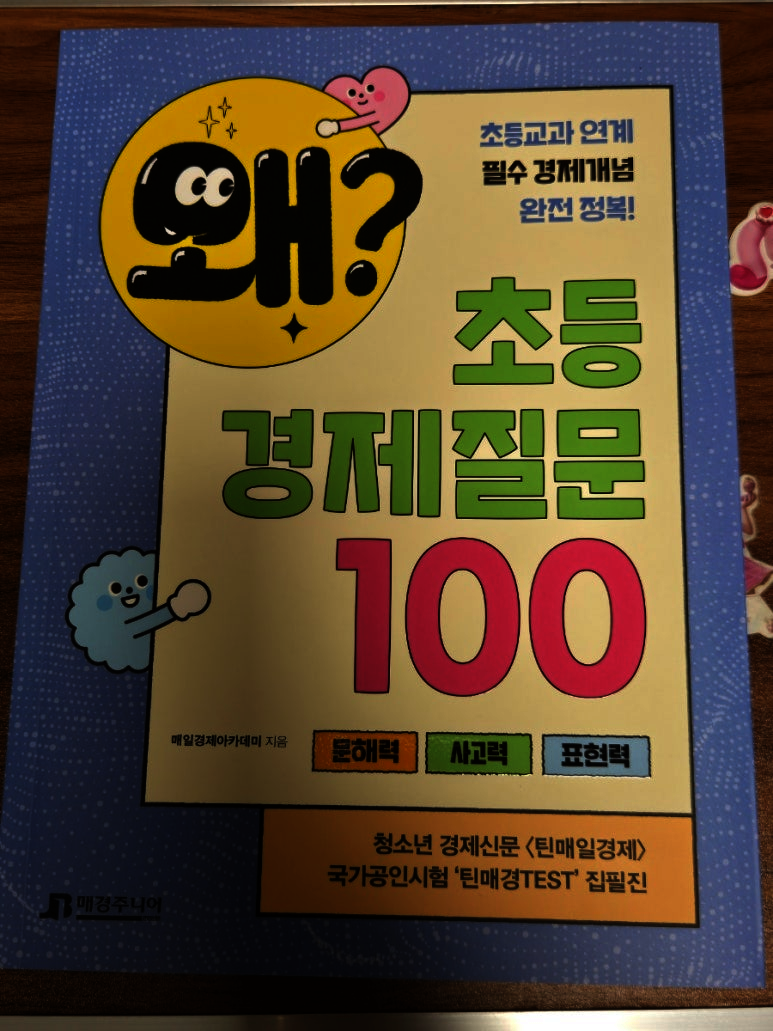 왜?
초등교과 연계
필수 경제개념
완전 정복!
초등
경제질문
100
매일경제아카데미 지음
문해력 사고력 표현력
청소년 경제신문 〈틴매일경제〉
국가공인시험 ‘틴매경TEST’ 집필진
매경주니어